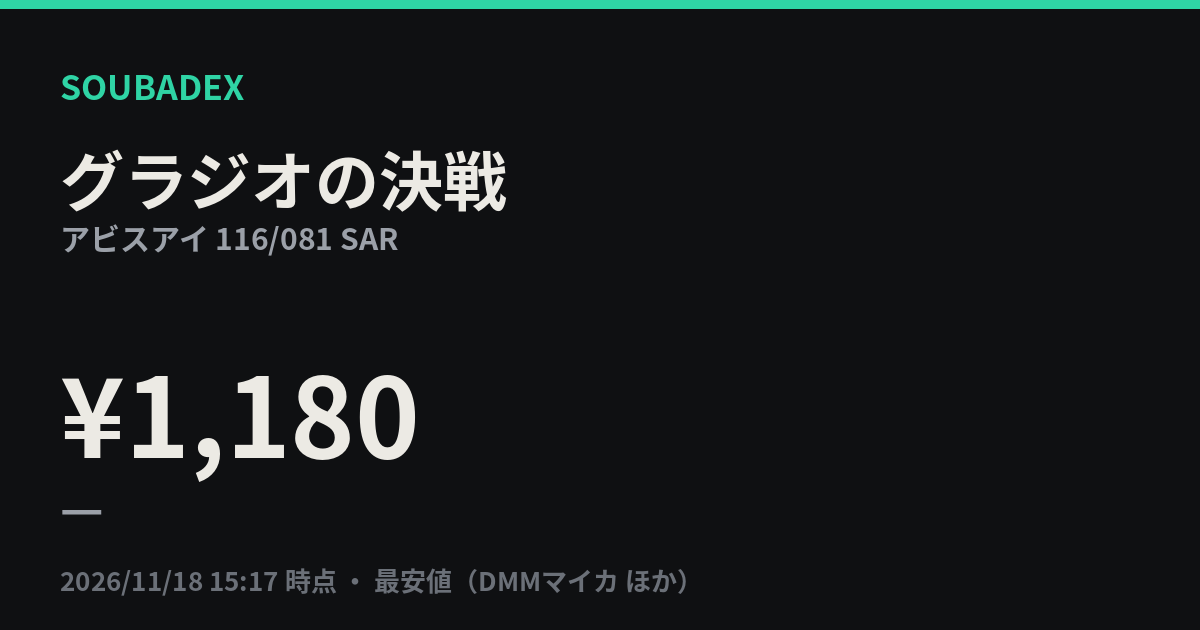 SOUBADEX
グラジオの決戦
アビスアイ 116/081 SAR
¥1,180
—
2026/11/18 15:17 時点 ・ 最安値（DMMマイカ ほか）